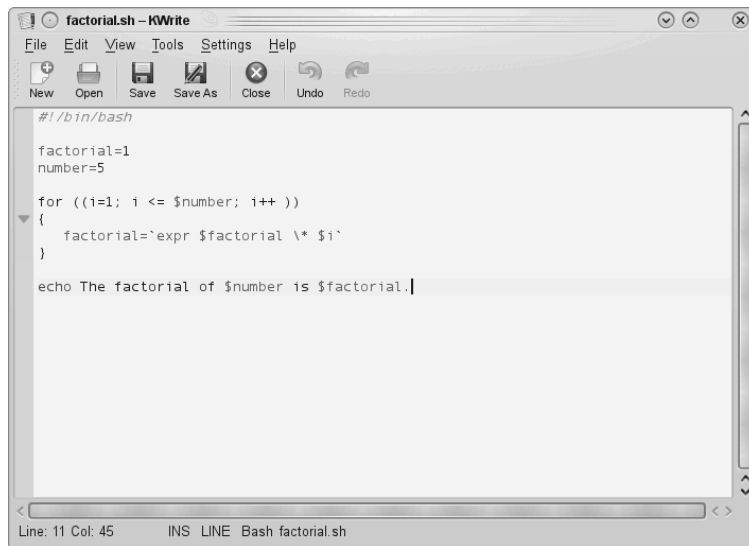 factorial.sh – KWrite
File Edit View Tools Settings Help
New Open Save Save As Close Undo Redo
#!/bin/bash
factorial=1
number=5
for ((i=1; i <= $number; i++ ))
{
factorial=`expr $factorial \* $i`
}
echo The factorial of $number is $factorial.
Line: 11 Col: 45 INS LINE Bash factorial.sh